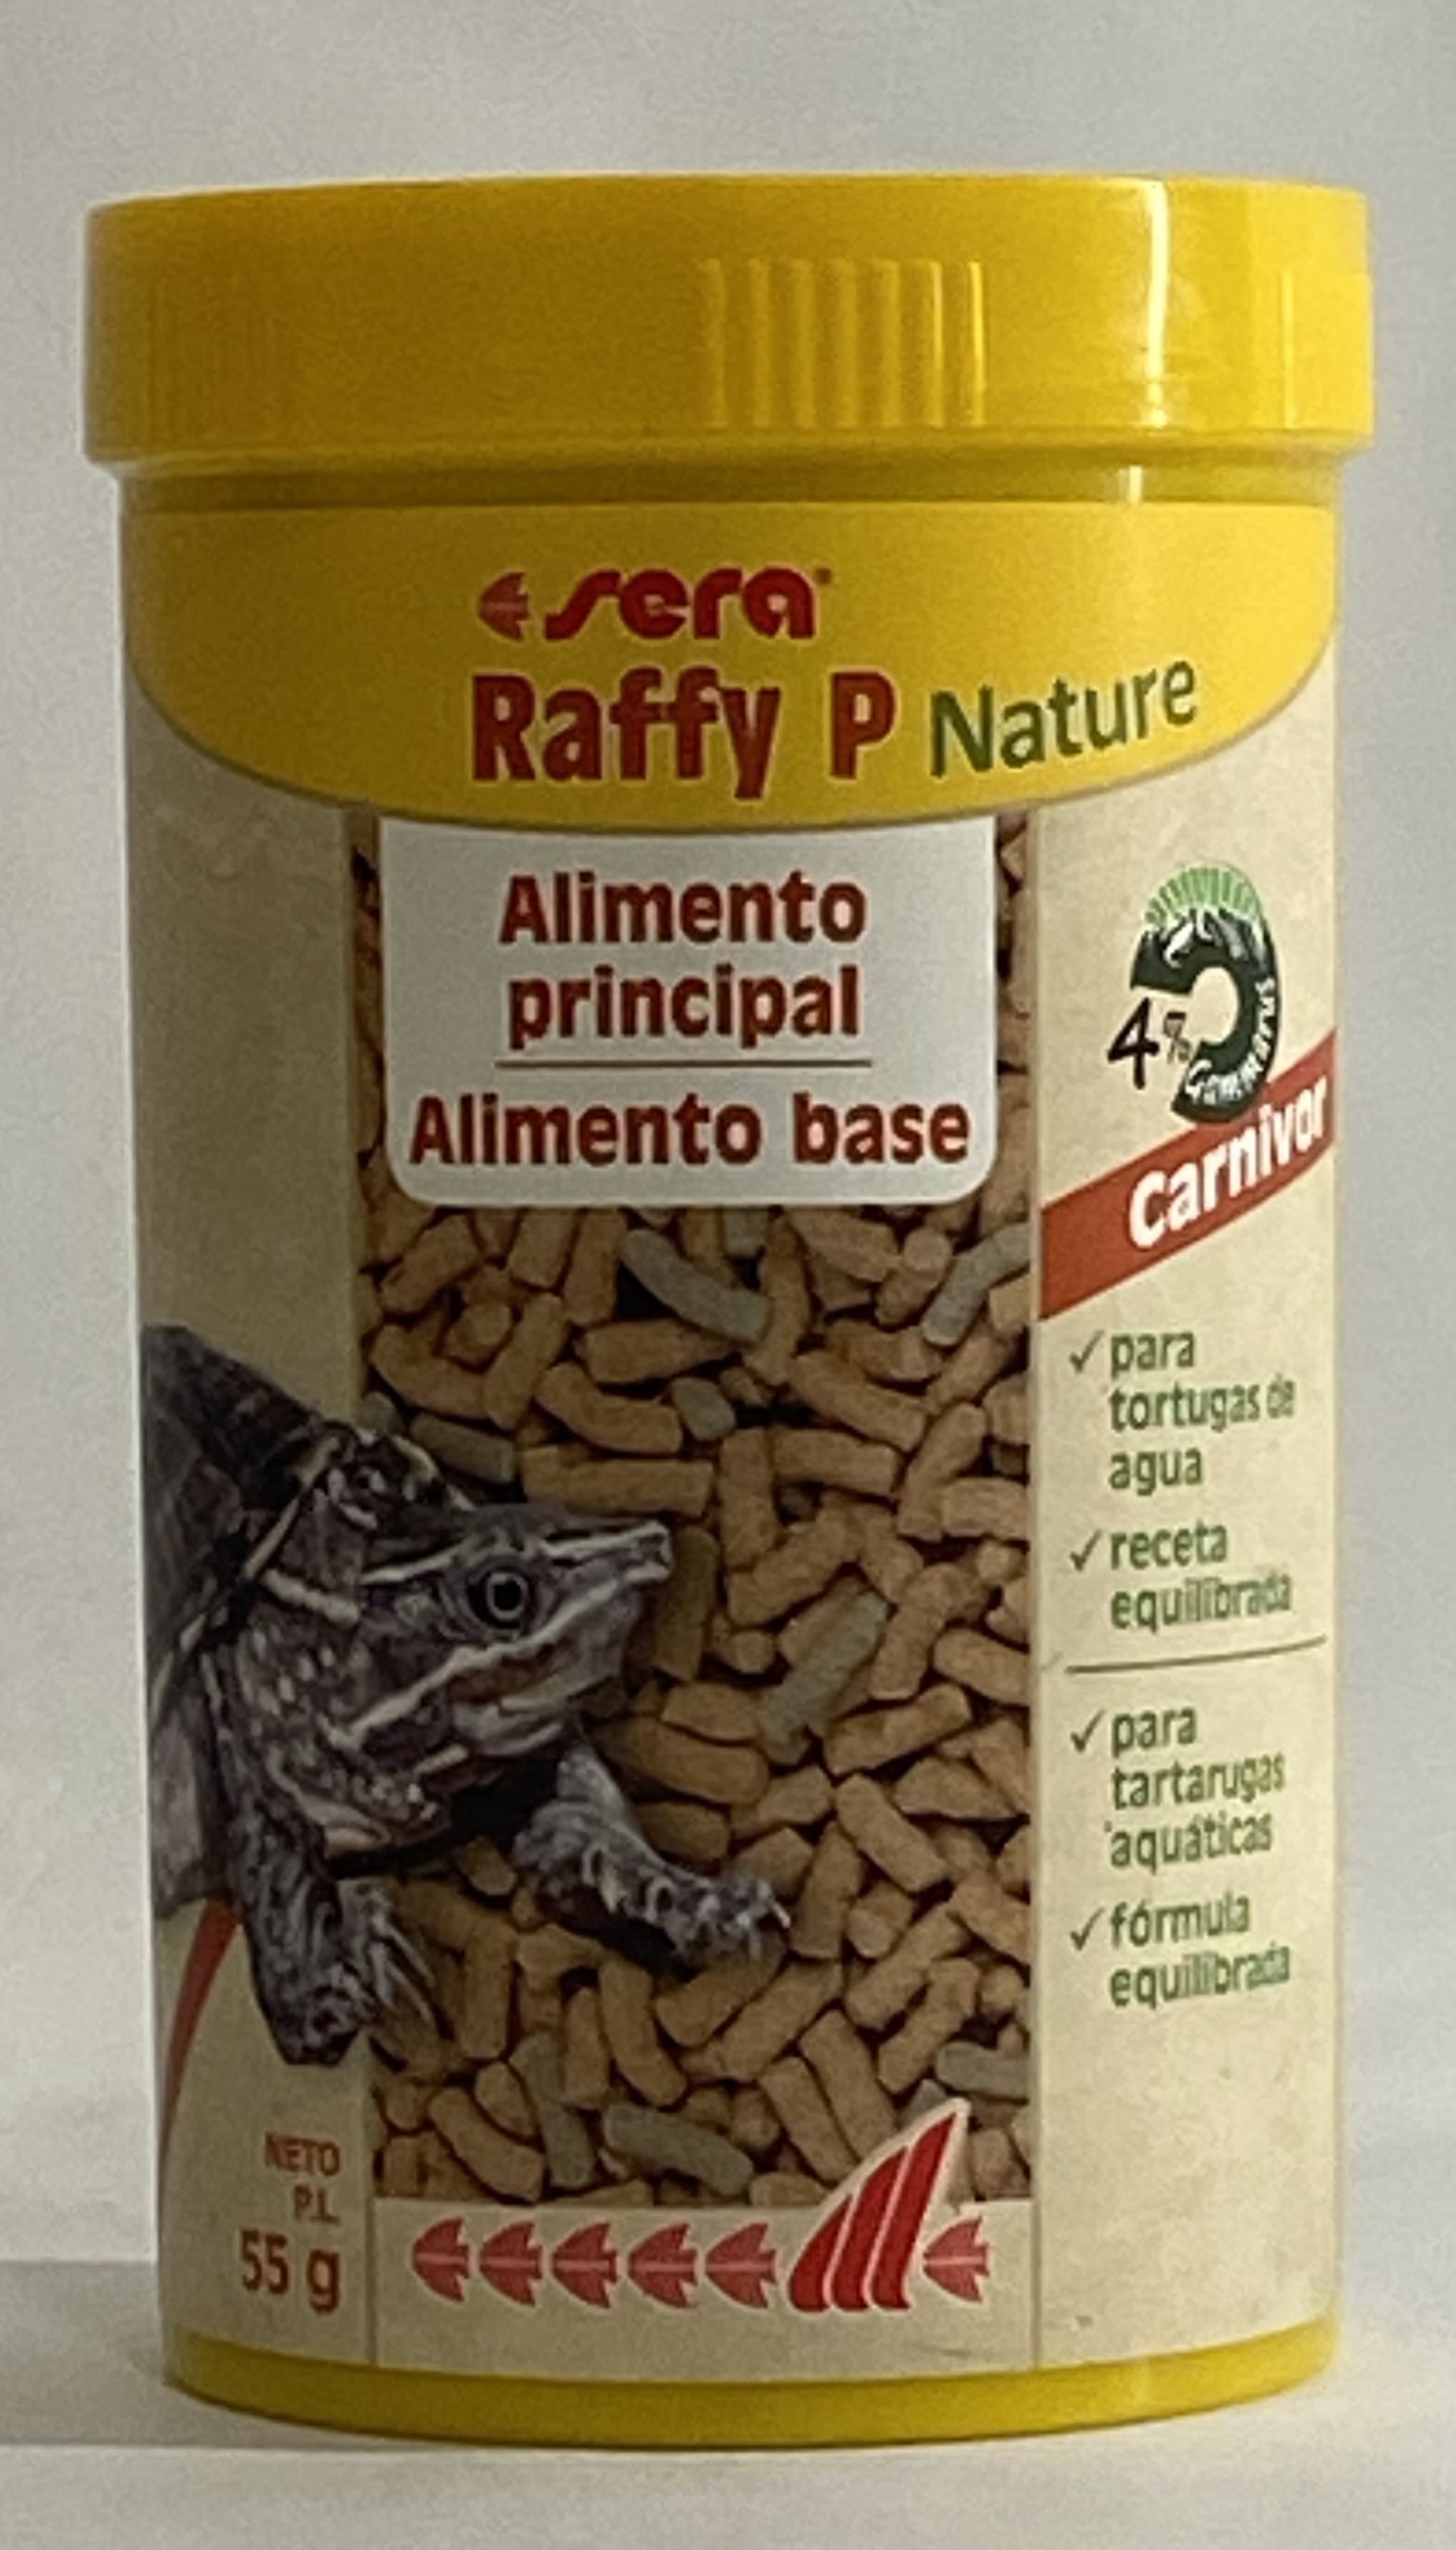 sera
Raffy P Nature
Alimento
principal
Alimento base
4%
Gammarus
Carnivor
✓ para
tortugas de
agua
✓ receta
equilibrada
✓ para
tartarugas
aquáticas
✓ fórmula
equilibrada
NETO
P.L.
55 g